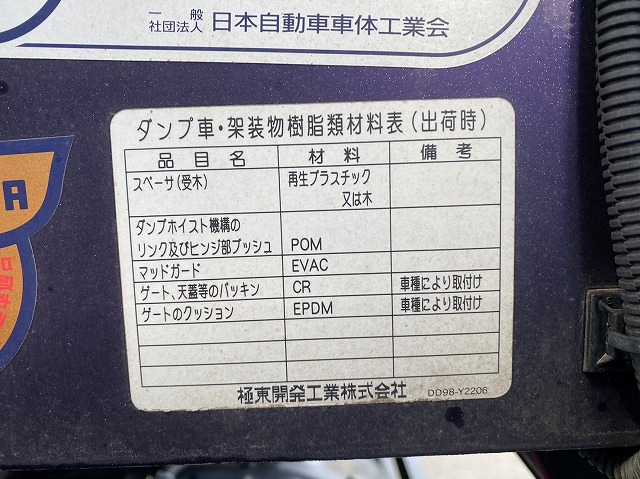 一般
社団法人 日本自動車車体工業会
ダンプ車・架装物樹脂類材料表(出荷時)
品目名 材料 備考
スペーサ(受木) 再生プラスチック
又は木
ダンプホイスト機構の
リンク及びヒンジ部ブッシュ POM
マッドガード EVAC
ゲート、天蓋等のパッキン CR 車種により取付け
ゲートのクッション EPDM 車種により取付け
極東開発工業株式会社 DD98-Y2206
A